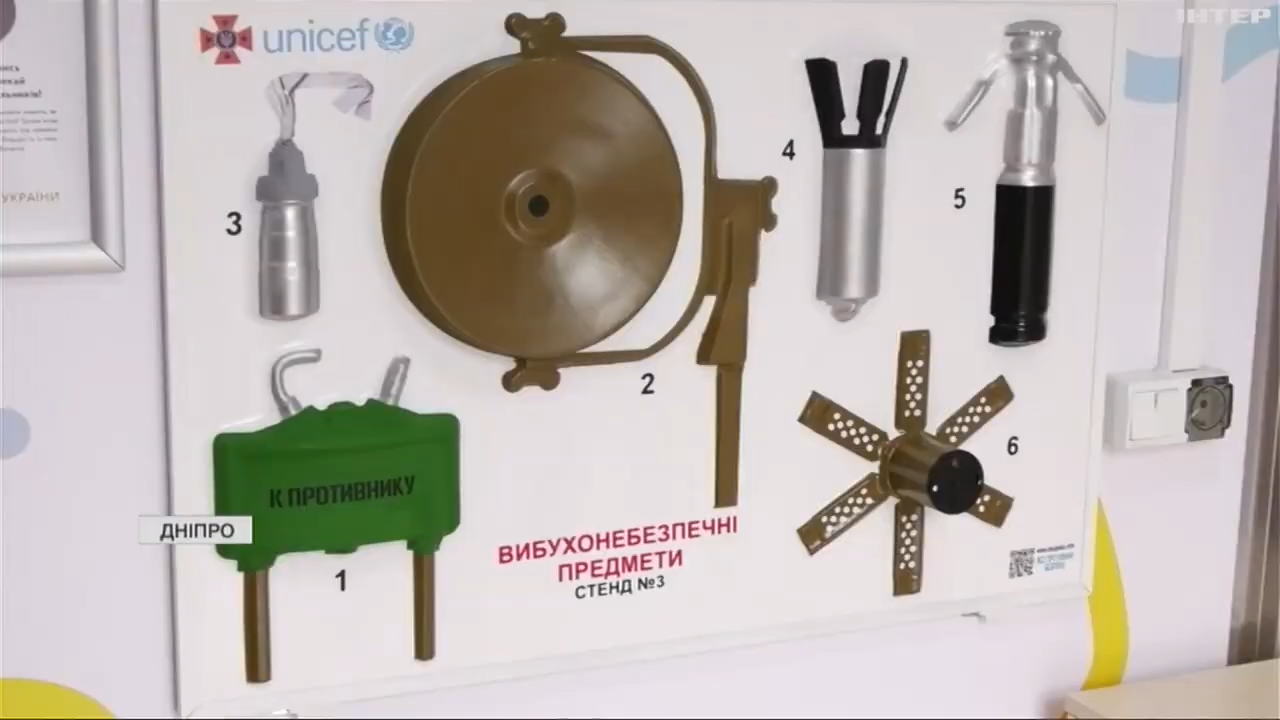 ІНТЕР
unicef
УКРАЇНИ
3
4
5
2
6
К ПРОТИВНИКУ
ДНІПРО
1
ВИБУХОНЕБЕЗПЕЧНІ
ПРЕДМЕТИ
СТЕНД №3